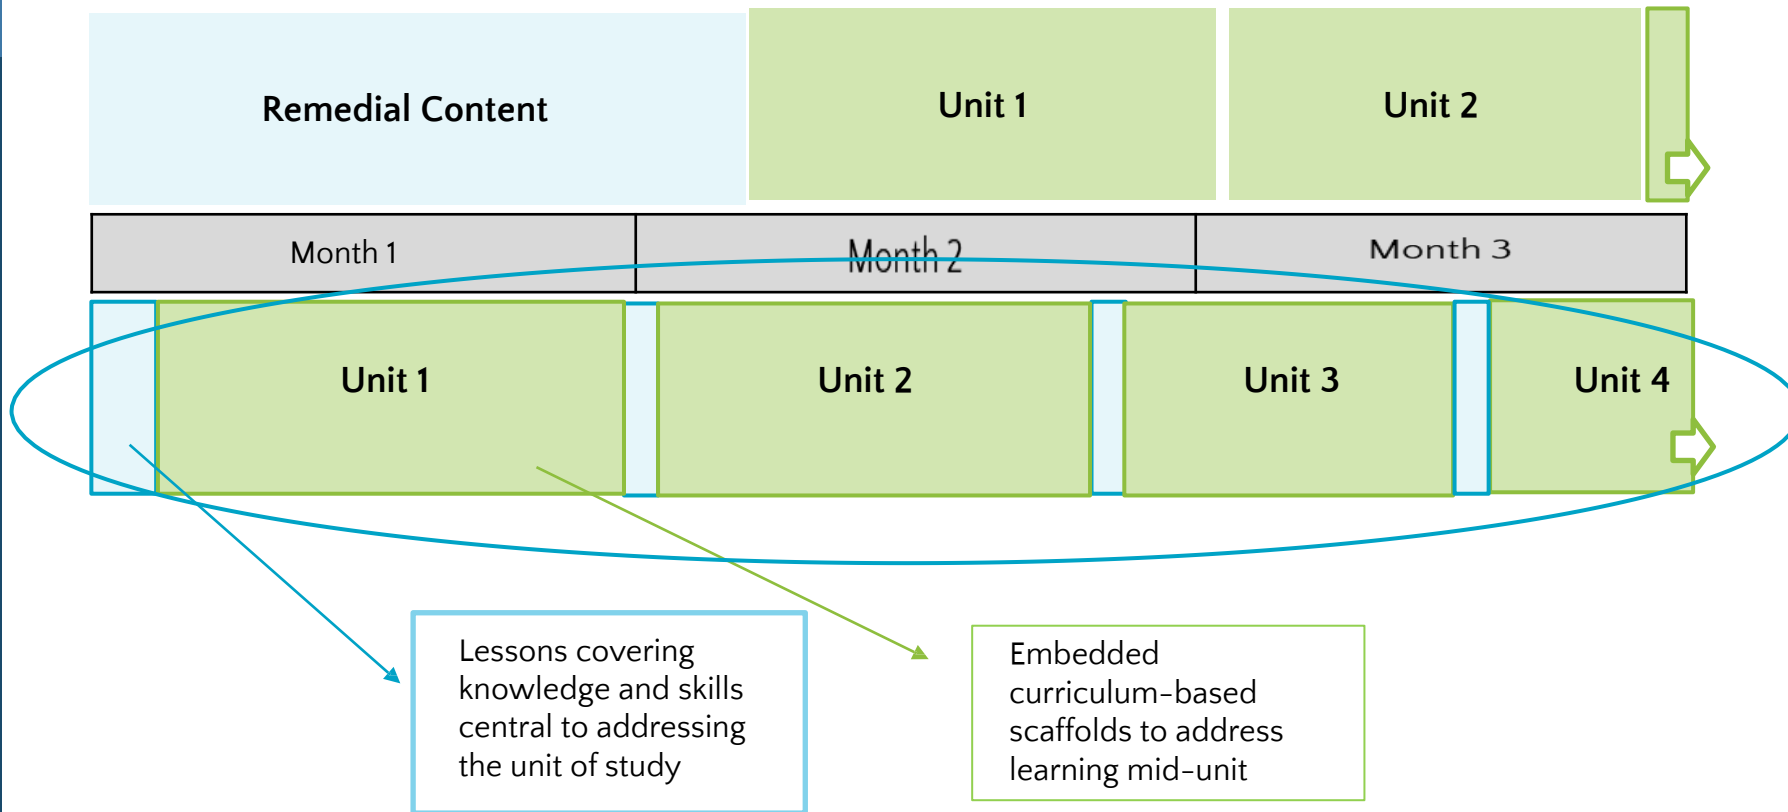 Remedial Content
Unit 1
Unit 2
Month 1
Month 2
Month 3
Unit 1
Unit 2
Unit 3
Unit 4
Lessons covering
knowledge and skills
central to addressing
the unit of study
Embedded
curriculum-based
scaffolds to address
learning mid-unit